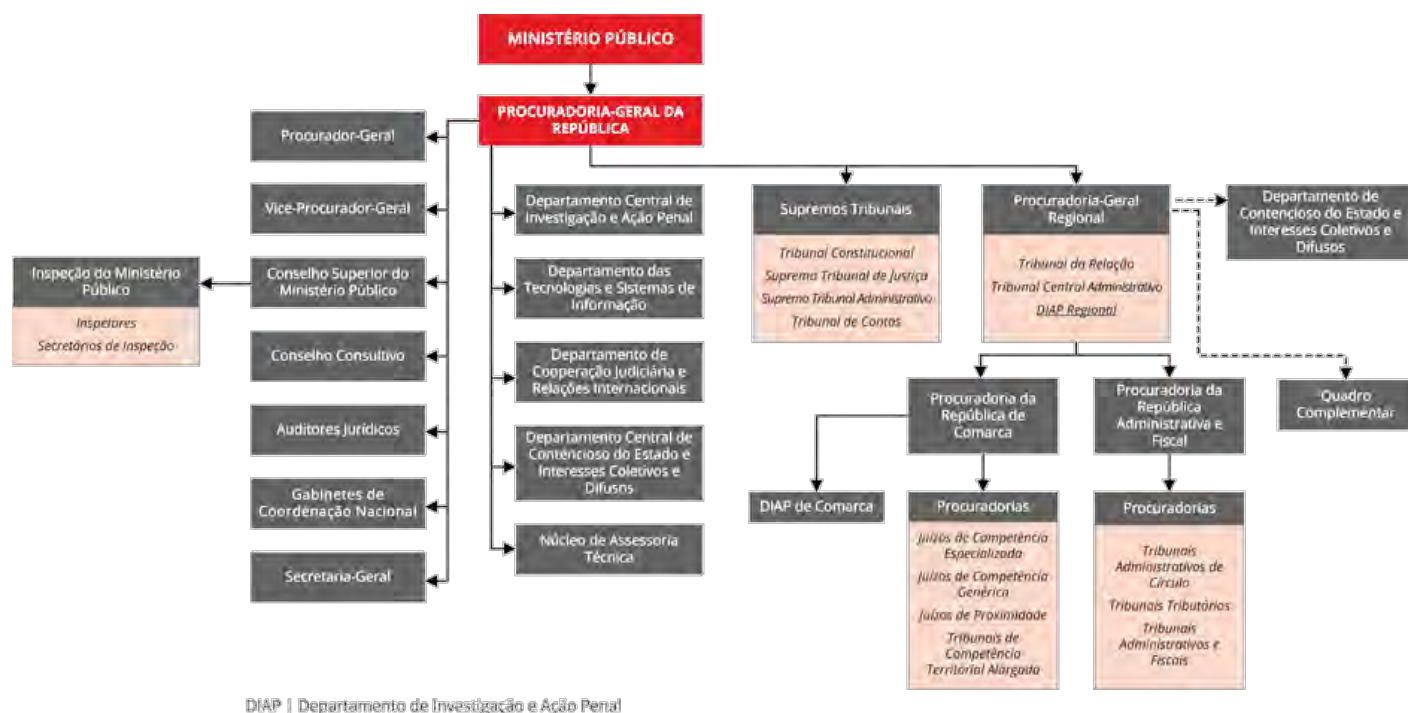 MINISTÉRIO PÚBLICO
PROCURADORIA-GERAL DA
REPÚBLICA
Procurador-Geral
Vice-Procurador-Geral
Conselho Superior do
Ministério Público
Inspeção do Ministério
Público
Inspetores
Secretários de Inspeção
Conselho Consultivo
Auditores Jurídicos
Gabinetes de
Coordenação Nacional
Secretaria-Geral
Departamento Central de
Investigação e Ação Penal
Departamento das
Tecnologias e Sistemas de
Informação
Departamento de
Cooperação Judiciária e
Relações Internacionais
Departamento Central de
Contencioso do Estado e
Interesses Coletivos e
Difusos
Núcleo de Assessoria
Técnica
Supremos Tribunais
Tribunal Constitucional
Supremo Tribunal de Justiça
Supremo Tribunal Administrativo
Tribunal de Contas
Procuradoria-Geral
Regional
Tribunal da Relação
Tribunal Central Administrativo
DIAP Regional
Departamento de
Contencioso do Estado e
Interesses Coletivos e
Difusos
Procuradoria da
República de
Comarca
Procuradoria da
República
Administrativa e
Fiscal
Quadro
Complementar
DIAP de Comarca
Procuradorias
Juízos de Competência
Especializada
Juízos de Competência
Genérica
Juízos de Proximidade
Tribunais de
Competência
Territorial Alargada
Procuradorias
Tribunais
Administrativos de
Círculo
Tribunais Tributários
Tribunais
Administrativos e
Fiscais
DIAP | Departamento de Investigação e Ação Penal